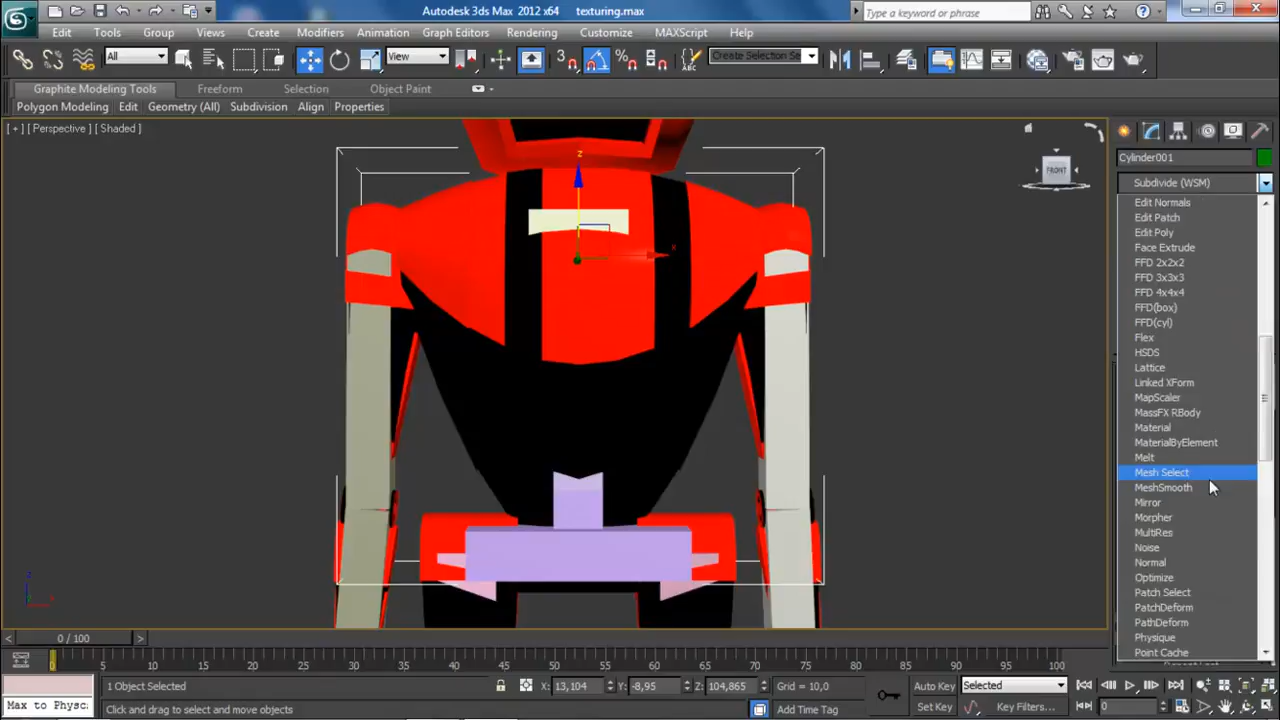 Autodesk 3ds Max 2012 x64 texturing.max
Type a keyword or phrase
Edit Tools Group Views Create Modifiers Animation Graph Editors Rendering Customize MAXScript Help
All View 3 Create Selection Se
Graphite Modeling Tools Freeform Selection Object Paint
Polygon Modeling Edit Geometry (All) Subdivision Align Properties
[ + ] [ Perspective ] [ Shaded ]
FRONT
z
x
z
Cylinder001
Subdivide (WSM)
Edit Normals
Edit Patch
Edit Poly
Face Extrude
FFD 2x2x2
FFD 3x3x3
FFD 4x4x4
FFD(box)
FFD(cyl)
Flex
HSDS
Lattice
Linked XForm
MapScaler
MassFX RBody
Material
MaterialByElement
Melt
Mesh Select
MeshSmooth
Mirror
Morpher
MultiRes
Noise
Normal
Optimize
Patch Select
PatchDeform
PathDeform
Physique
Point Cache
0 / 100
0 5 10 15 20 25 30 35 40 45 50 55 60 65 70 75 80 85 90 95 100
1 Object Selected X: 13,104 Y: -8,95 Z: 104,865 Grid = 10,0 Auto Key Selected
Max to Physc Click and drag to select and move objects Add Time Tag Set Key Key Filters... 0